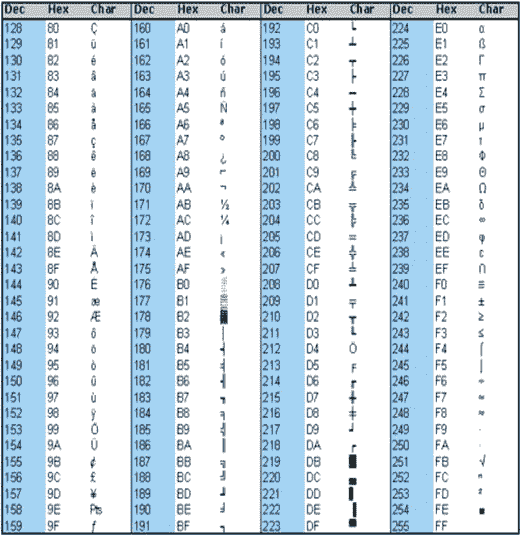 Dec Hex Char Dec Hex Char Dec Hex Char Dec Hex Char
128 80 Ç 160 A0 á 192 C0 └ 224 E0 α
129 81 ü 161 A1 í 193 C1 ┴ 225 E1 ß
130 82 é 162 A2 ó 194 C2 ┬ 226 E2 Γ
131 83 â 163 A3 ú 195 C3 ├ 227 E3 π
132 84 ä 164 A4 ñ 196 C4 ─ 228 E4 Σ
133 85 à 165 A5 Ñ 197 C5 ┼ 229 E5 σ
134 86 å 166 A6 ª 198 C6 ╞ 230 E6 µ
135 87 ç 167 A7 º 199 C7 ╟ 231 E7 τ
136 88 ê 168 A8 ¿ 200 C8 ╚ 232 E8 Φ
137 89 ë 169 A9 ⌐ 201 C9 ╔ 233 E9 Θ
138 8A è 170 AA ¬ 202 CA ╩ 234 EA Ω
139 8B ï 171 AB ½ 203 CB ╦ 235 EB δ
140 8C î 172 AC ¼ 204 CC ╠ 236 EC ∞
141 8D ì 173 AD ¡ 205 CD ═ 237 ED φ
142 8E Ä 174 AE « 206 CE ╬ 238 EE ε
143 8F Å 175 AF » 207 CF ╧ 239 EF ∩
144 90 É 176 B0 ░ 208 D0 ╨ 240 F0 ≡
145 91 æ 177 B1 ▒ 209 D1 ╤ 241 F1 ±
146 92 Æ 178 B2 ▓ 210 D2 ╥ 242 F2 ≥
147 93 ô 179 B3 │ 211 D3 ╙ 243 F3 ≤
148 94 ö 180 B4 ┤ 212 D4 Ö 244 F4 ⌠
149 95 ò 181 B5 ╡ 213 D5 ╒ 245 F5 ⌡
150 96 û 182 B6 ╢ 214 D6 ╓ 246 F6 ÷
151 97 ù 183 B7 ╖ 215 D7 ╫ 247 F7 ≈
152 98 ÿ 184 B8 ╕ 216 D8 ╪ 248 F8 ≈
153 99 Ö 185 B9 ╣ 217 D9 ┘ 249 F9 ∙
154 9A Ü 186 BA ║ 218 DA ┌ 250 FA ·
155 9B ¢ 187 BB ╗ 219 DB █ 251 FB √
156 9C £ 188 BC ╝ 220 DC ▄ 252 FC ⁿ
157 9D ¥ 189 BD ╜ 221 DD ▌ 253 FD ²
158 9E ₧ 190 BE ╛ 222 DE ▐ 254 FE ■
159 9F ƒ 191 BF ┐ 223 DF ▀ 255 FF